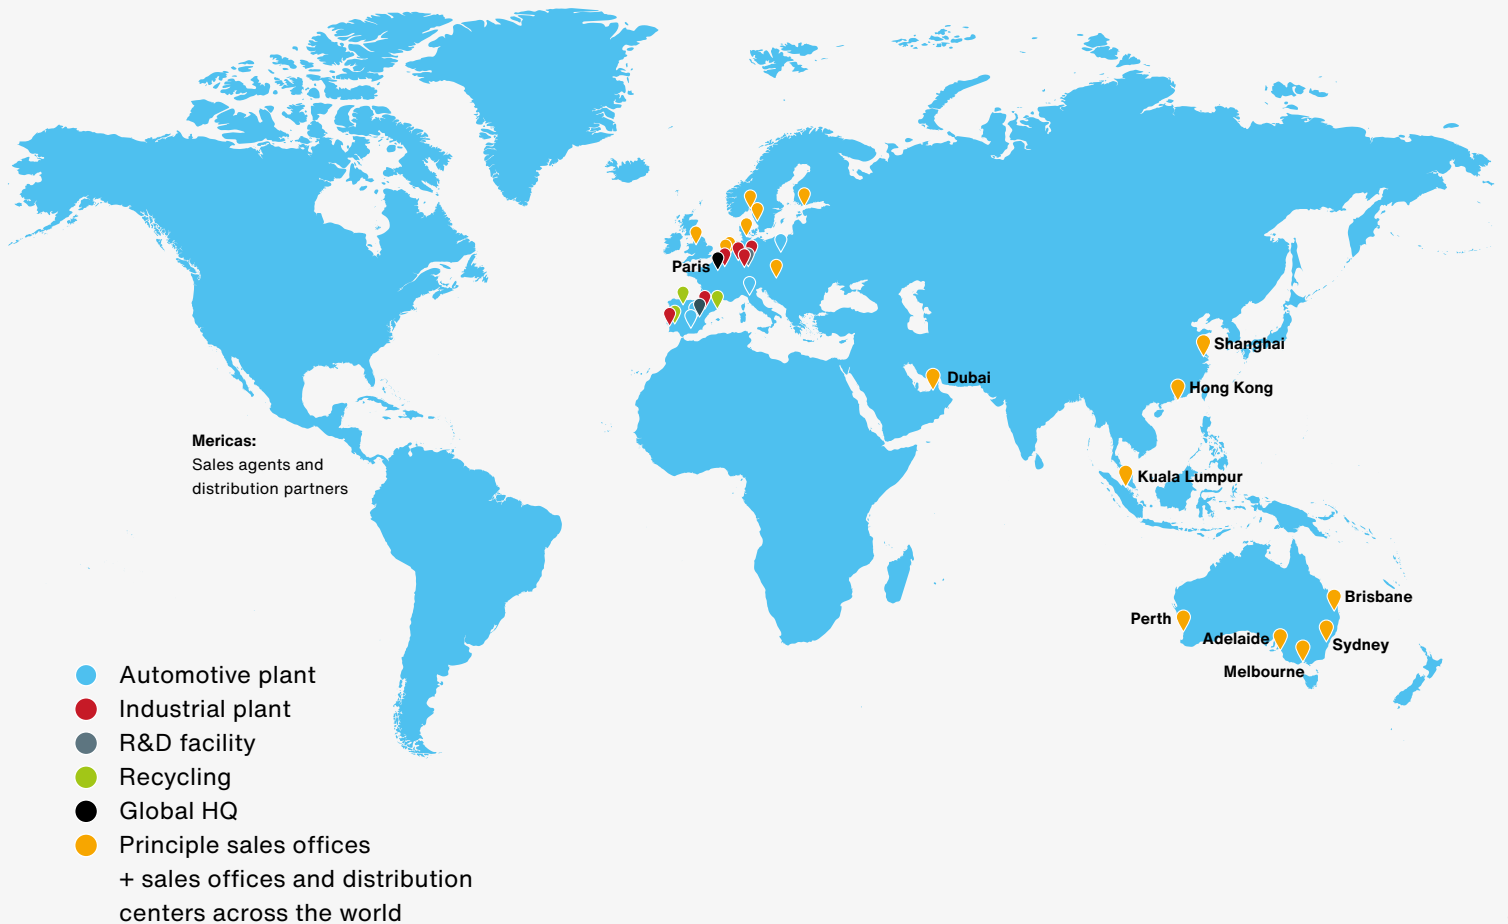 Paris
Shanghai
Dubai
Hong Kong
Mericas:
Sales agents and
distribution partners
Kuala Lumpur
Brisbane
Perth
Adelaide
Sydney
Melbourne
Automotive plant
Industrial plant
R&D facility
Recycling
Global HQ
Principle sales offices
+ sales offices and distribution
centers across the world